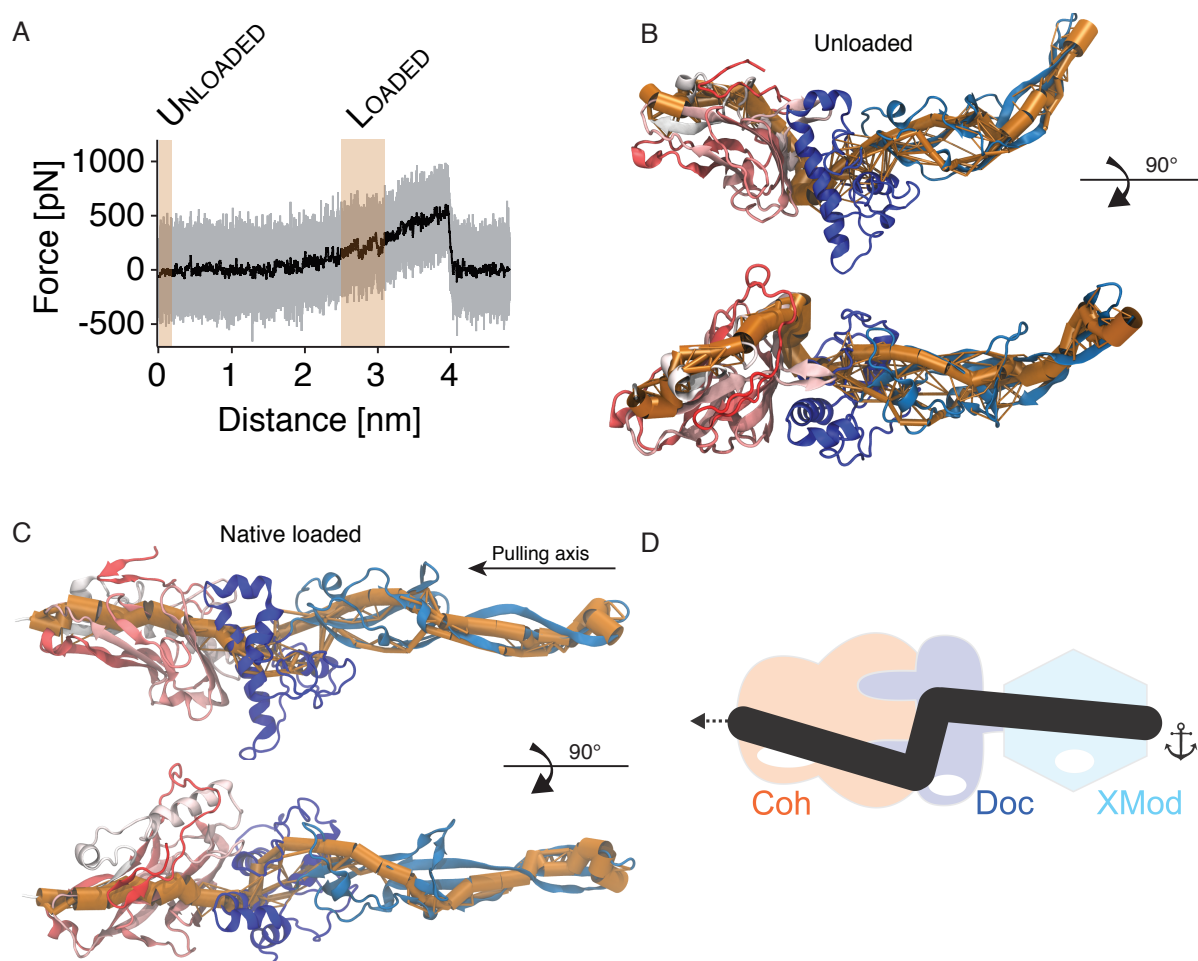 A
UNLOADED
LOADED
Force [pN]
1000
500
0
-500
0
1
2
3
4
Distance [nm]
B
Unloaded
90°
C
Native loaded
Pulling axis
90°
D
Coh
Doc
XMod